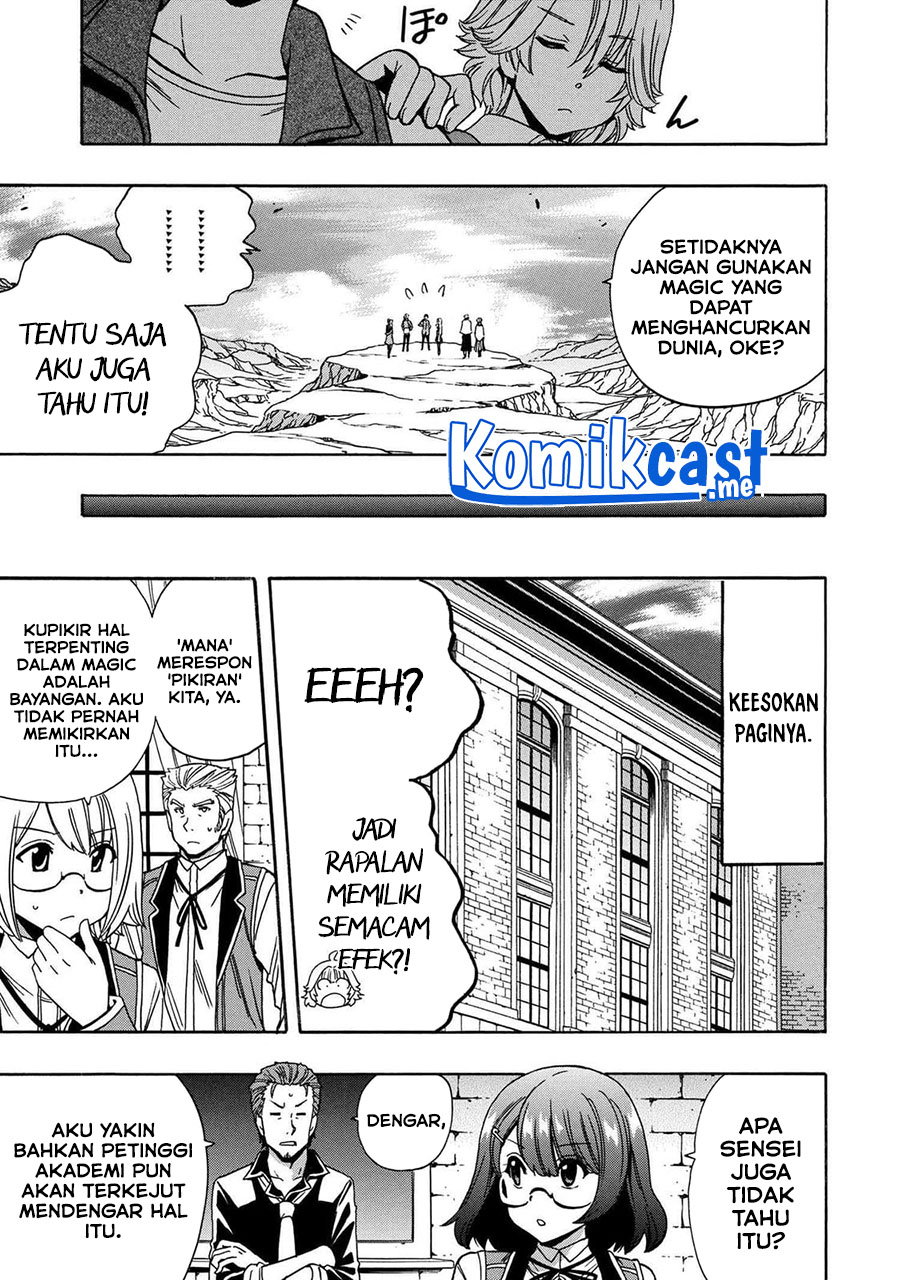 ぽ
ん
SETIDAKNYA
JANGAN GUNAKAN
MAGIC YANG
DAPAT
MENGHANCURKAN
DUNIA, OKE?
TENTU SAJA
AKU JUGA
TAHU ITU!
Komikcast
.me
KEESOKAN
PAGINYA.
EEEH?
JADI
RAPALAN
MEMILIKI
SEMACAM
EFEK?!
'MANA'
MERESPON
'PIKIRAN'
KITA, YA.
KUPIKIR HAL
TERPENTING
DALAM MAGIC
ADALAH
BAYANGAN. AKU
TIDAK PERNAH
MEMIKIRKAN
ITU...
APA
SENSEI
JUGA
TIDAK
TAHU
ITU?
DENGAR,
AKU YAKIN
BAHKAN PETINGGI
AKADEMI PUN
AKAN TERKEJUT
MENDENGAR HAL
ITU.